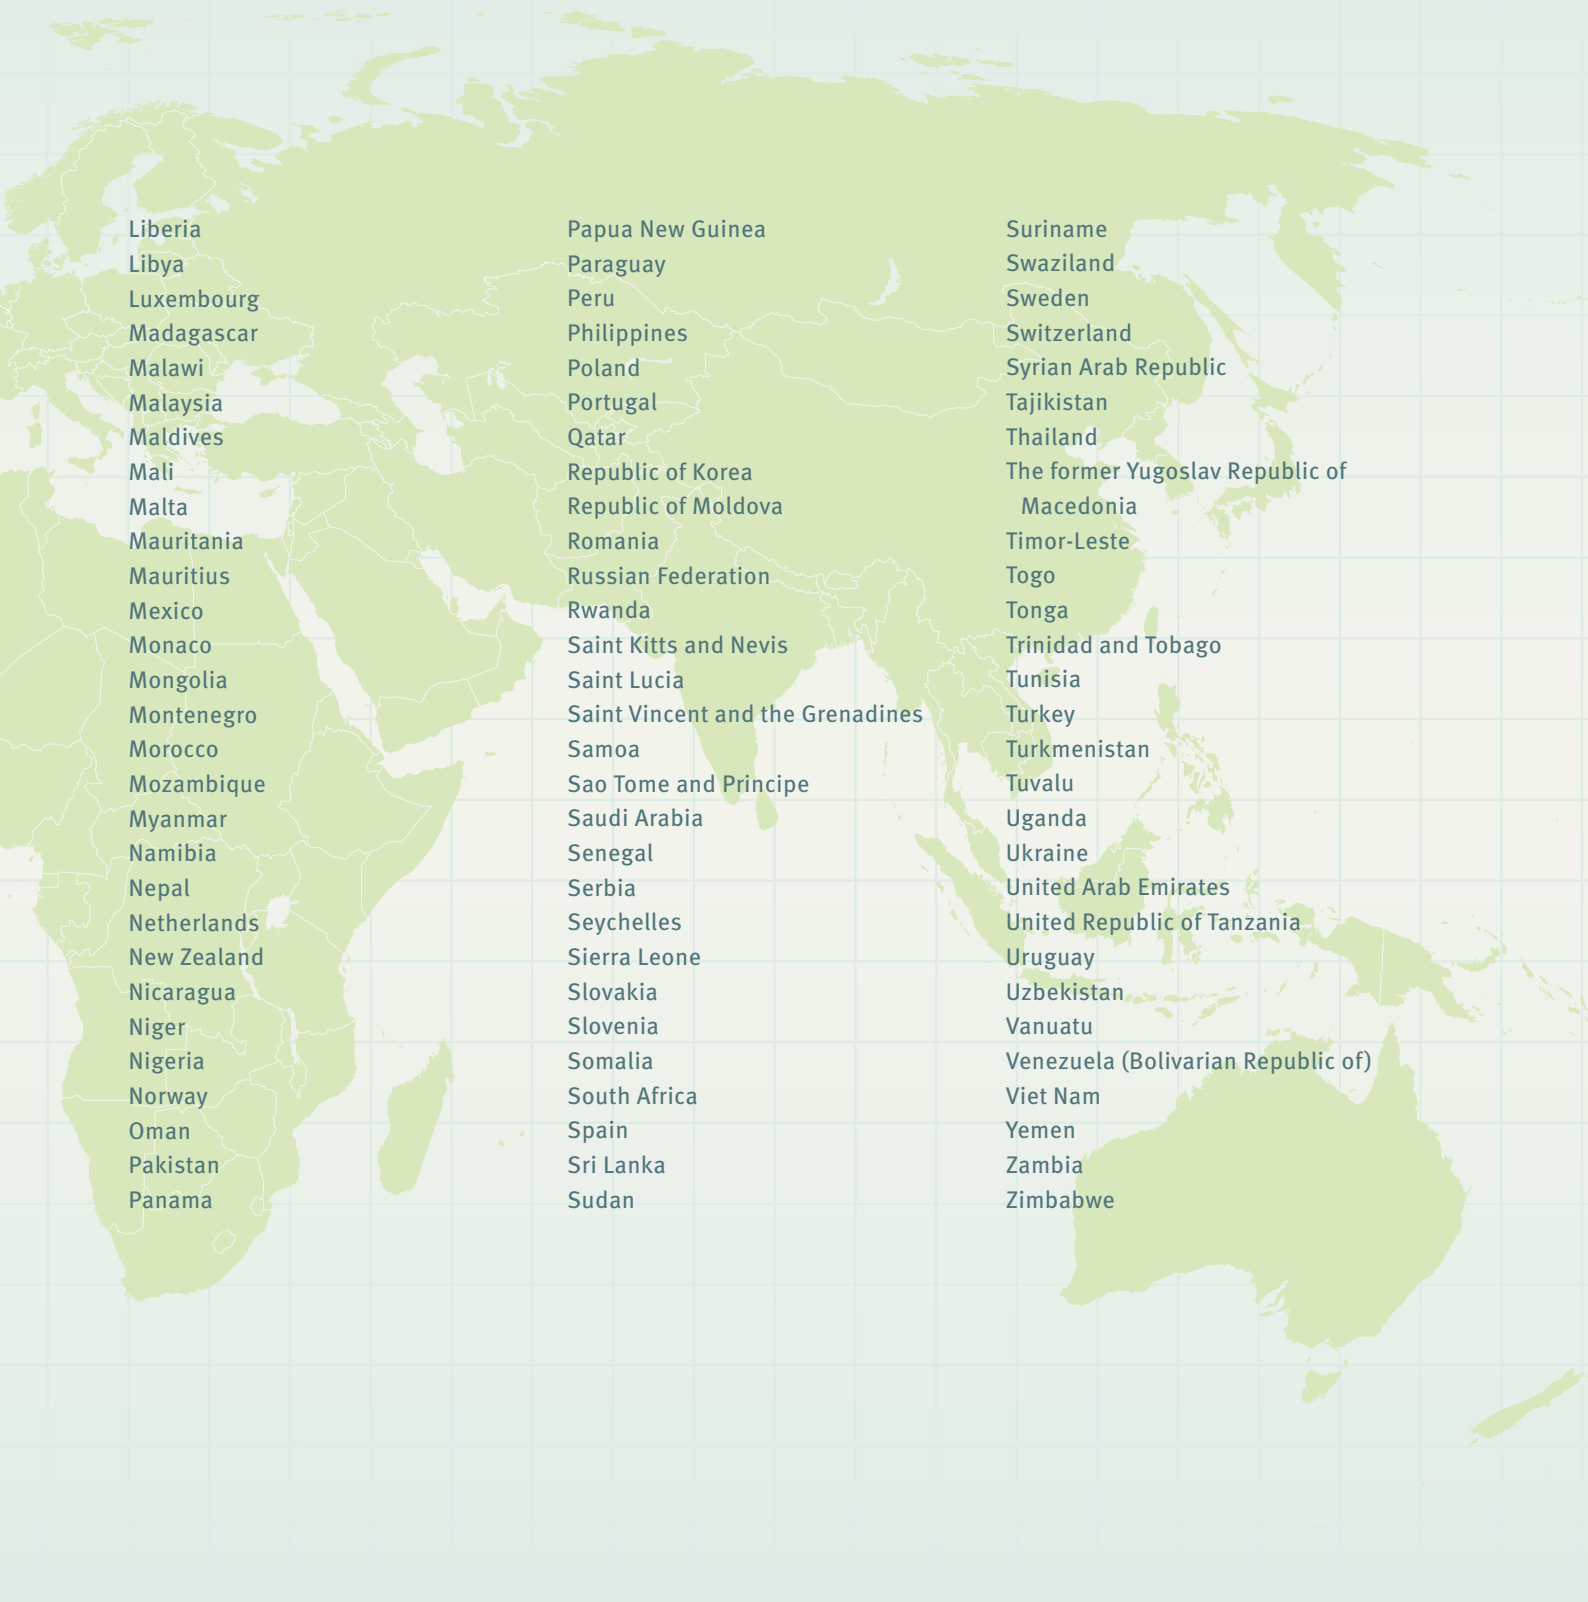 Liberia
Libya
Luxembourg
Madagascar
Malawi
Malaysia
Maldives
Mali
Malta
Mauritania
Mauritius
Mexico
Monaco
Mongolia
Montenegro
Morocco
Mozambique
Myanmar
Namibia
Nepal
Netherlands
New Zealand
Nicaragua
Niger
Nigeria
Norway
Oman
Pakistan
Panama
Papua New Guinea
Paraguay
Peru
Philippines
Poland
Portugal
Qatar
Republic of Korea
Republic of Moldova
Romania
Russian Federation
Rwanda
Saint Kitts and Nevis
Saint Lucia
Saint Vincent and the Grenadines
Samoa
Sao Tome and Principe
Saudi Arabia
Senegal
Serbia
Seychelles
Sierra Leone
Slovakia
Slovenia
Somalia
South Africa
Spain
Sri Lanka
Sudan
Suriname
Swaziland
Sweden
Switzerland
Syrian Arab Republic
Tajikistan
Thailand
The former Yugoslav Republic of
Macedonia
Timor-Leste
Togo
Tonga
Trinidad and Tobago
Tunisia
Turkey
Turkmenistan
Tuvalu
Uganda
Ukraine
United Arab Emirates
United Republic of Tanzania
Uruguay
Uzbekistan
Vanuatu
Venezuela (Bolivarian Republic of)
Viet Nam
Yemen
Zambia
Zimbabwe